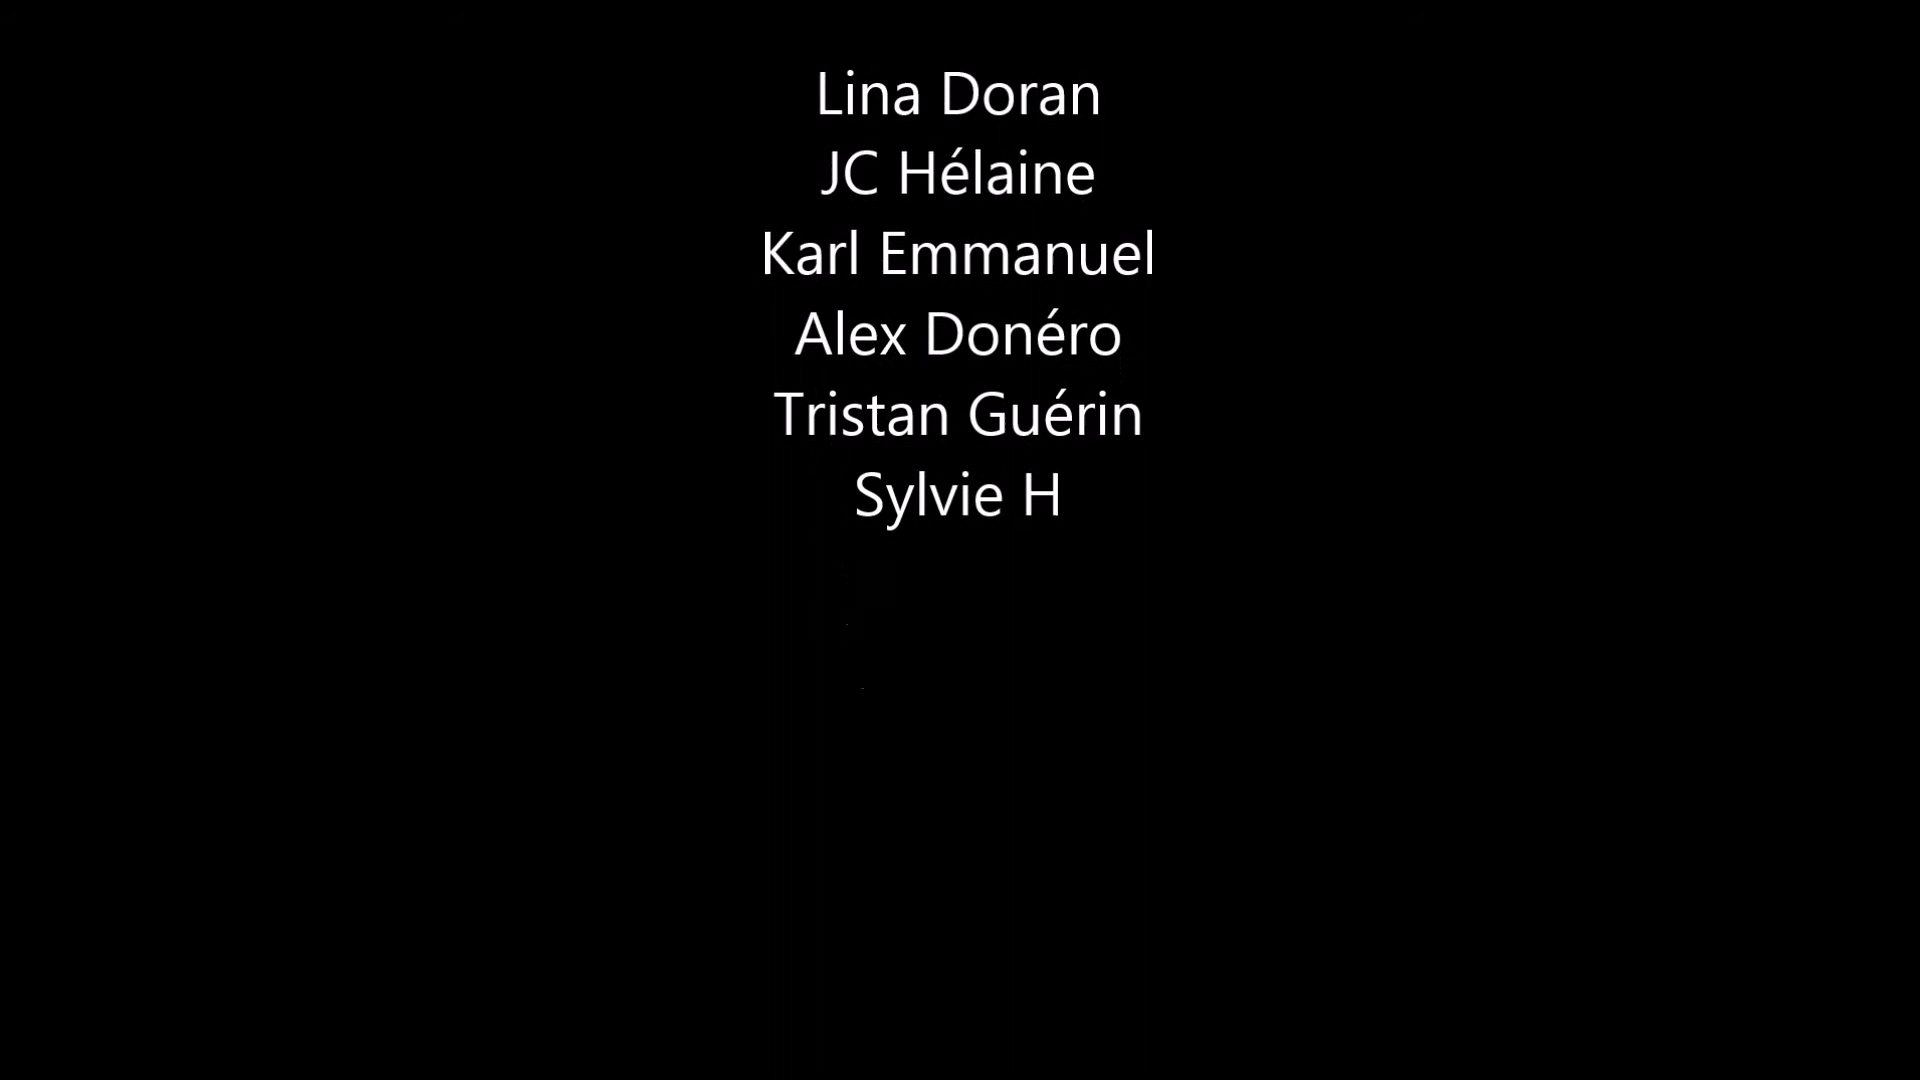 Lina Doran
JC Hélaine
Karl Emmanuel
Alex Donéro
Tristan Guérin
Sylvie H